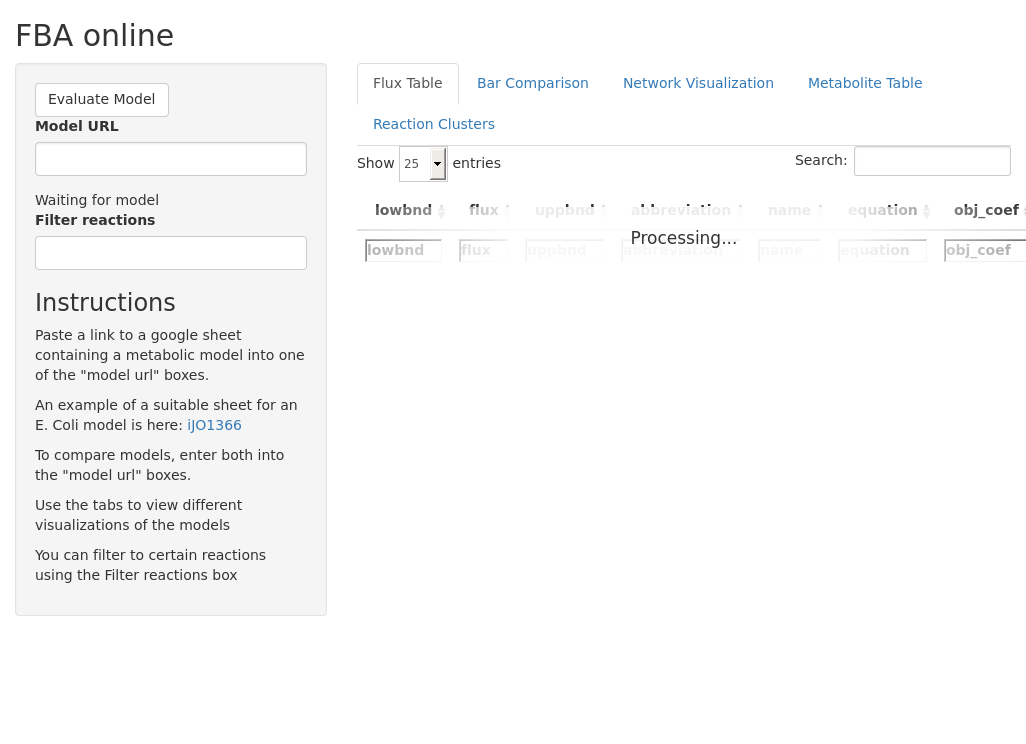 FBA online
Evaluate Model
Model URL
Waiting for model
Filter reactions
Instructions
Paste a link to a google sheet
containing a metabolic model into one
of the "model url" boxes.
An example of a suitable sheet for an
E. Coli model is here: iJO1366
To compare models, enter both into
the "model url" boxes.
Use the tabs to view different
visualizations of the models
You can filter to certain reactions
using the Filter reactions box
Flux Table Bar Comparison Network Visualization Metabolite Table
Reaction Clusters
Show 25 entries Search:
lowbnd flux uppbnd abbreviation name equation obj_coef
Processing...
lowbnd flux uppbnd abbreviation name equation obj_coef